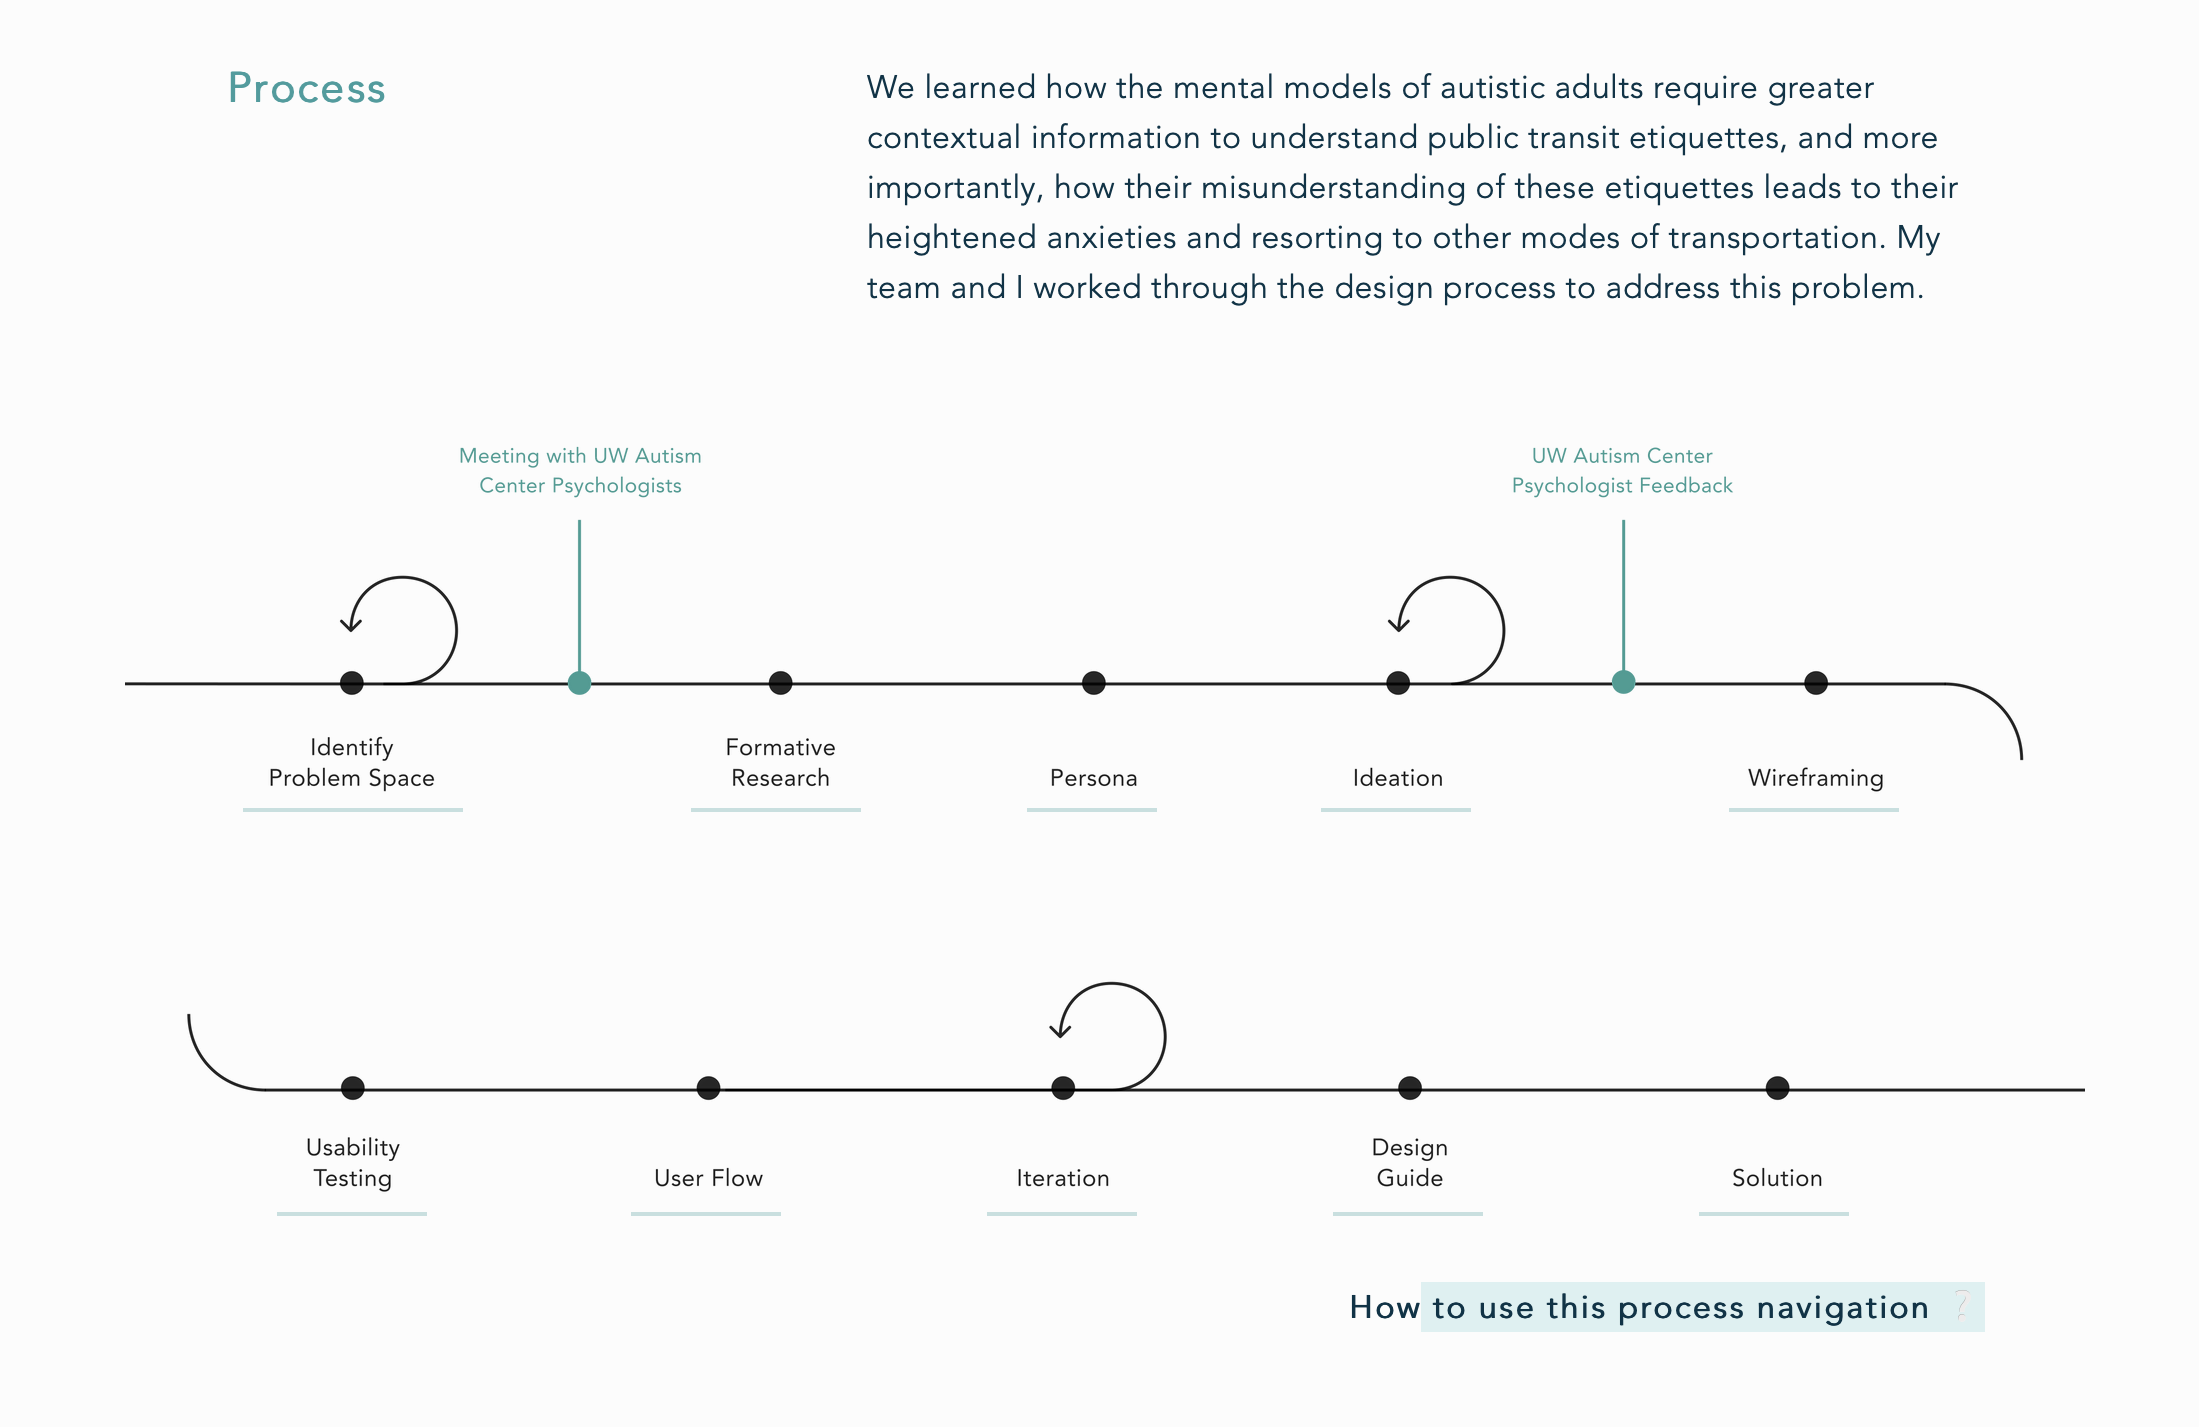 Process
We learned how the mental models of autistic adults require greater
contextual information to understand public transit etiquettes, and more
importantly, how their misunderstanding of these etiquettes leads to their
heightened anxieties and resorting to other modes of transportation. My
team and I worked through the design process to address this problem.
Meeting with UW Autism
Center Psychologists
UW Autism Center
Psychologist Feedback
Identify
Problem Space
Formative
Research
Persona
Ideation
Wireframing
Usability
Testing
User Flow
Iteration
Design
Guide
Solution
How to use this process navigation ❔